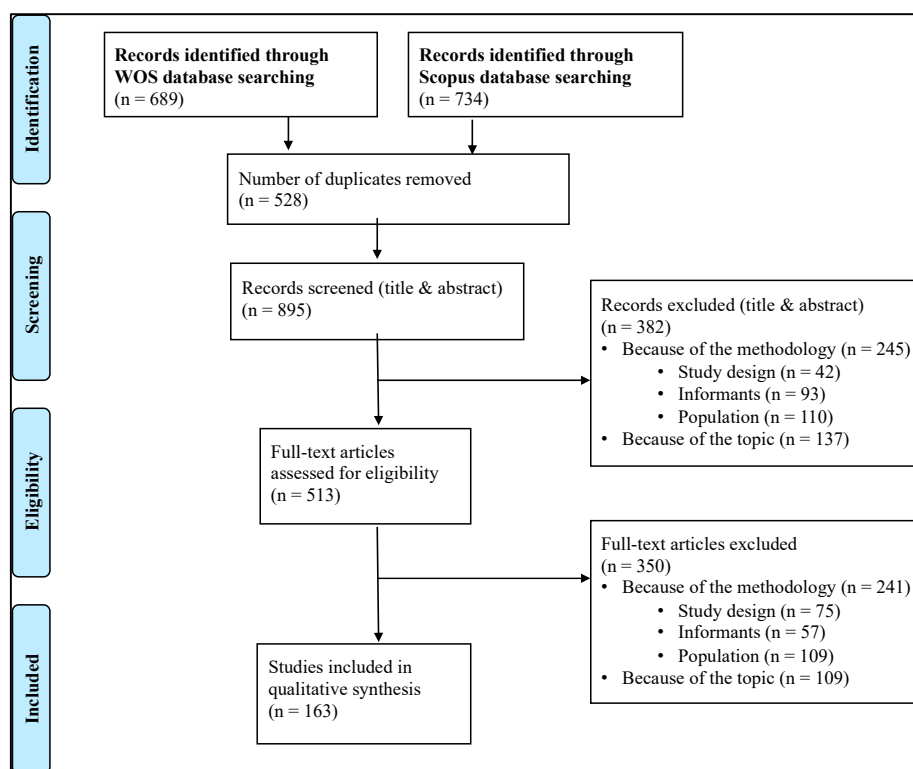 Identification
Records identified through
WOS database searching
(n = 689)
Records identified through
Scopus database searching
(n = 734)
Number of duplicates removed
(n = 528)
Screening
Records screened (title & abstract)
(n = 895)
Records excluded (title & abstract)
(n = 382)
• Because of the methodology (n = 245)
• Study design (n = 42)
• Informants (n = 93)
• Population (n = 110)
• Because of the topic (n = 137)
Eligibility
Full-text articles
assessed for eligibility
(n = 513)
Full-text articles excluded
(n = 350)
• Because of the methodology (n = 241)
• Study design (n = 75)
• Informants (n = 57)
• Population (n = 109)
• Because of the topic (n = 109)
Included
Studies included in
qualitative synthesis
(n = 163)